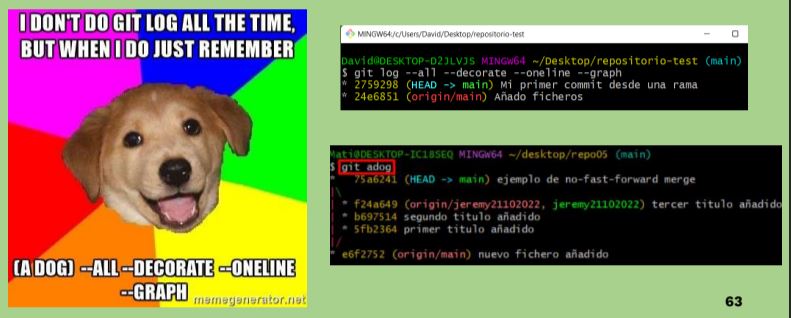 I DON'T DO GIT LOG ALL THE TIME,
BUT WHEN I DO JUST REMEMBER
(A DOG) --ALL --DECORATE --ONELINE
--GRAPH
memegenerator.net
MINGW64:/c/Users/David/Desktop/repositorio-test
David@DESKTOP-D2JLVJS MINGW64 ~/Desktop/repositorio-test (main)
$ git log --all --decorate --oneline --graph
* 2759298 (HEAD -> main) Mi primer commit desde una rama
* 24e6851 (origin/main) Añado ficheros
Mati@DESKTOP-IC18SEQ MINGW64 ~/desktop/repo05 (main)
$ git adog
*   75a6241 (HEAD -> main) ejemplo de no-fast-forward merge
|\
| * f24a649 (origin/jeremy21102022, jeremy21102022) tercer titulo añadido
| * b697514 segundo titulo añadido
| * 5fb2364 primer titulo añadido
|/
* e6f2752 (origin/main) nuevo fichero añadido
63